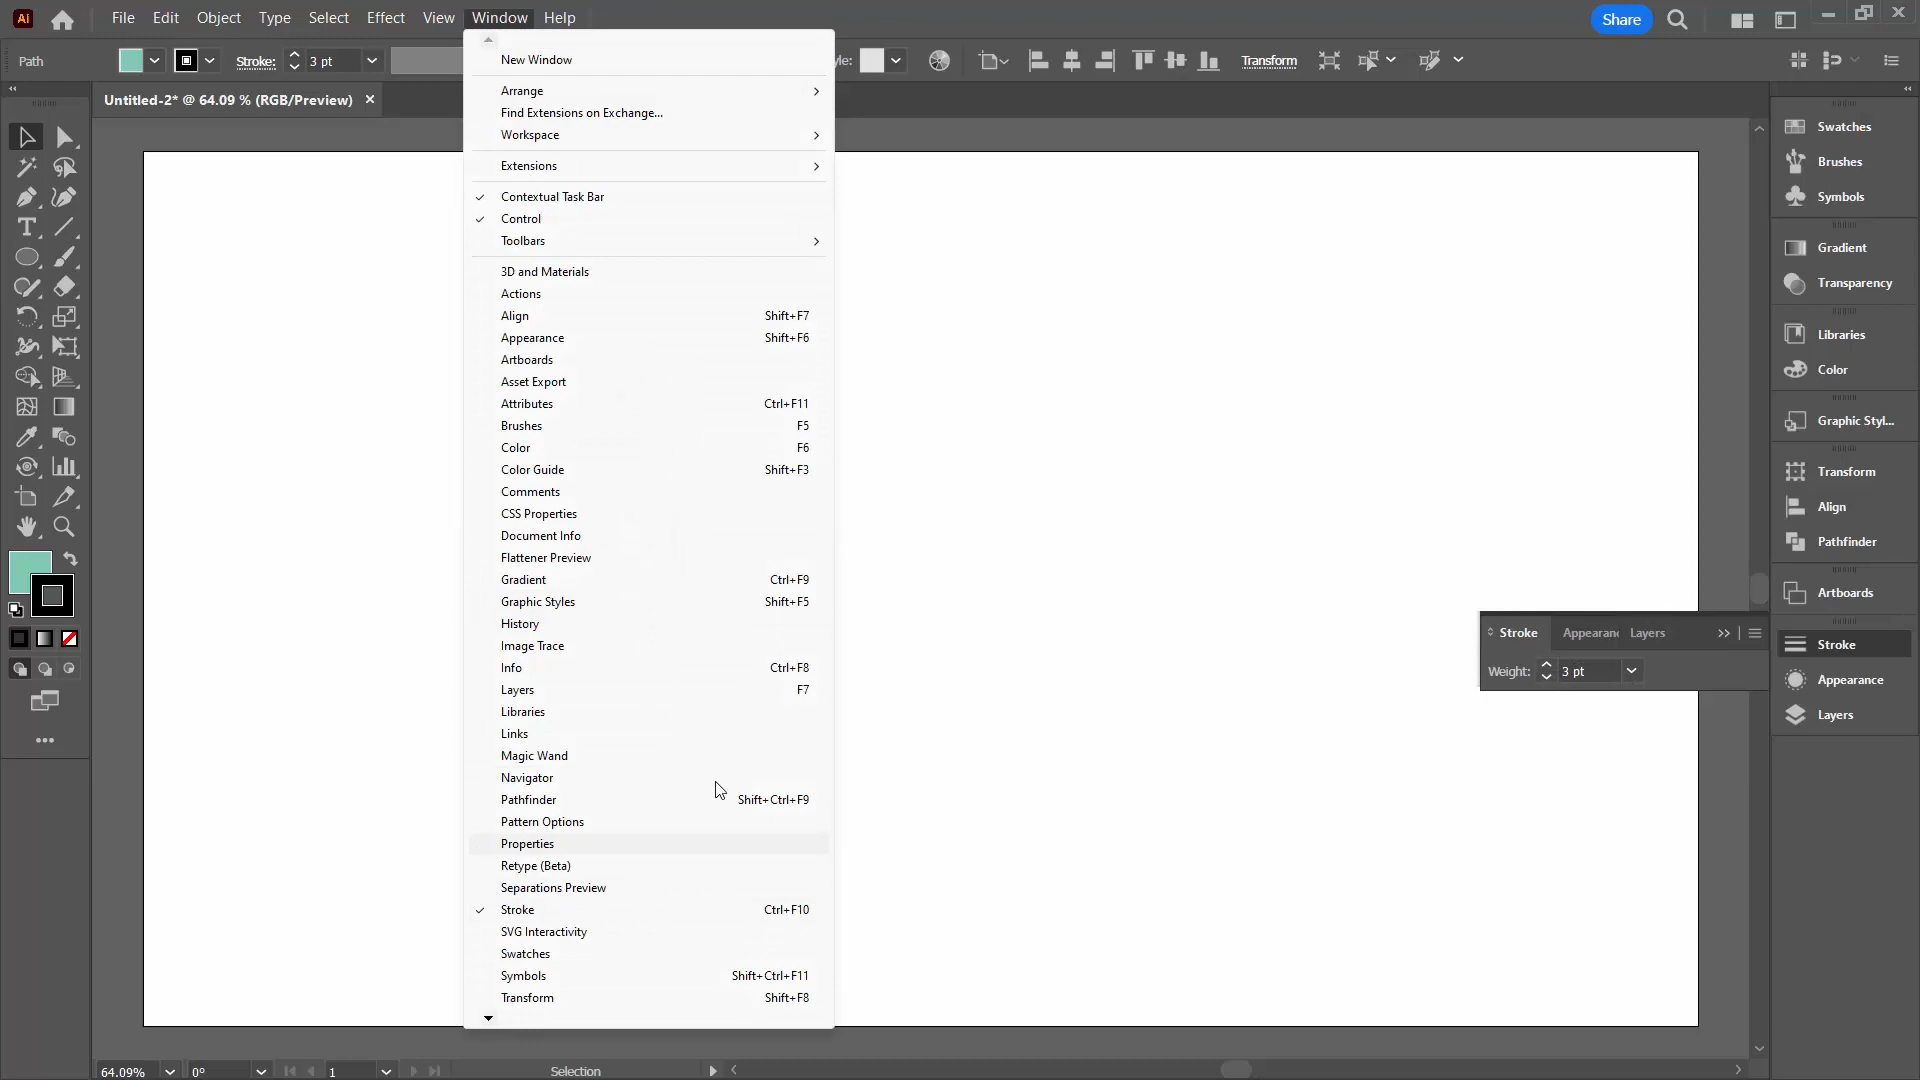 Ai
File Edit Object Type Select Effect View Window Help
Share
Path
Stroke: 3 pt
le:
Transform
Untitled-2* @ 64.09 % (RGB/Preview)
New Window
Arrange
Find Extensions on Exchange...
Workspace
Extensions
Contextual Task Bar
Control
Toolbars
3D and Materials
Actions
Align Shift+F7
Appearance Shift+F6
Artboards
Asset Export
Attributes Ctrl+F11
Brushes F5
Color F6
Color Guide Shift+F3
Comments
CSS Properties
Document Info
Flattener Preview
Gradient Ctrl+F9
Graphic Styles Shift+F5
History
Image Trace
Info Ctrl+F8
Layers F7
Libraries
Links
Magic Wand
Navigator
Pathfinder Shift+Ctrl+F9
Pattern Options
Properties
Retype (Beta)
Separations Preview
Stroke Ctrl+F10
SVG Interactivity
Swatches
Symbols Shift+Ctrl+F11
Transform Shift+F8
Swatches
Brushes
Symbols
Gradient
Transparency
Libraries
Color
Graphic Styl...
Transform
Align
Pathfinder
Artboards
Stroke
Appearance
Layers
Stroke Appearanc Layers
Weight: 3 pt
64.09% 0° 1 Selection